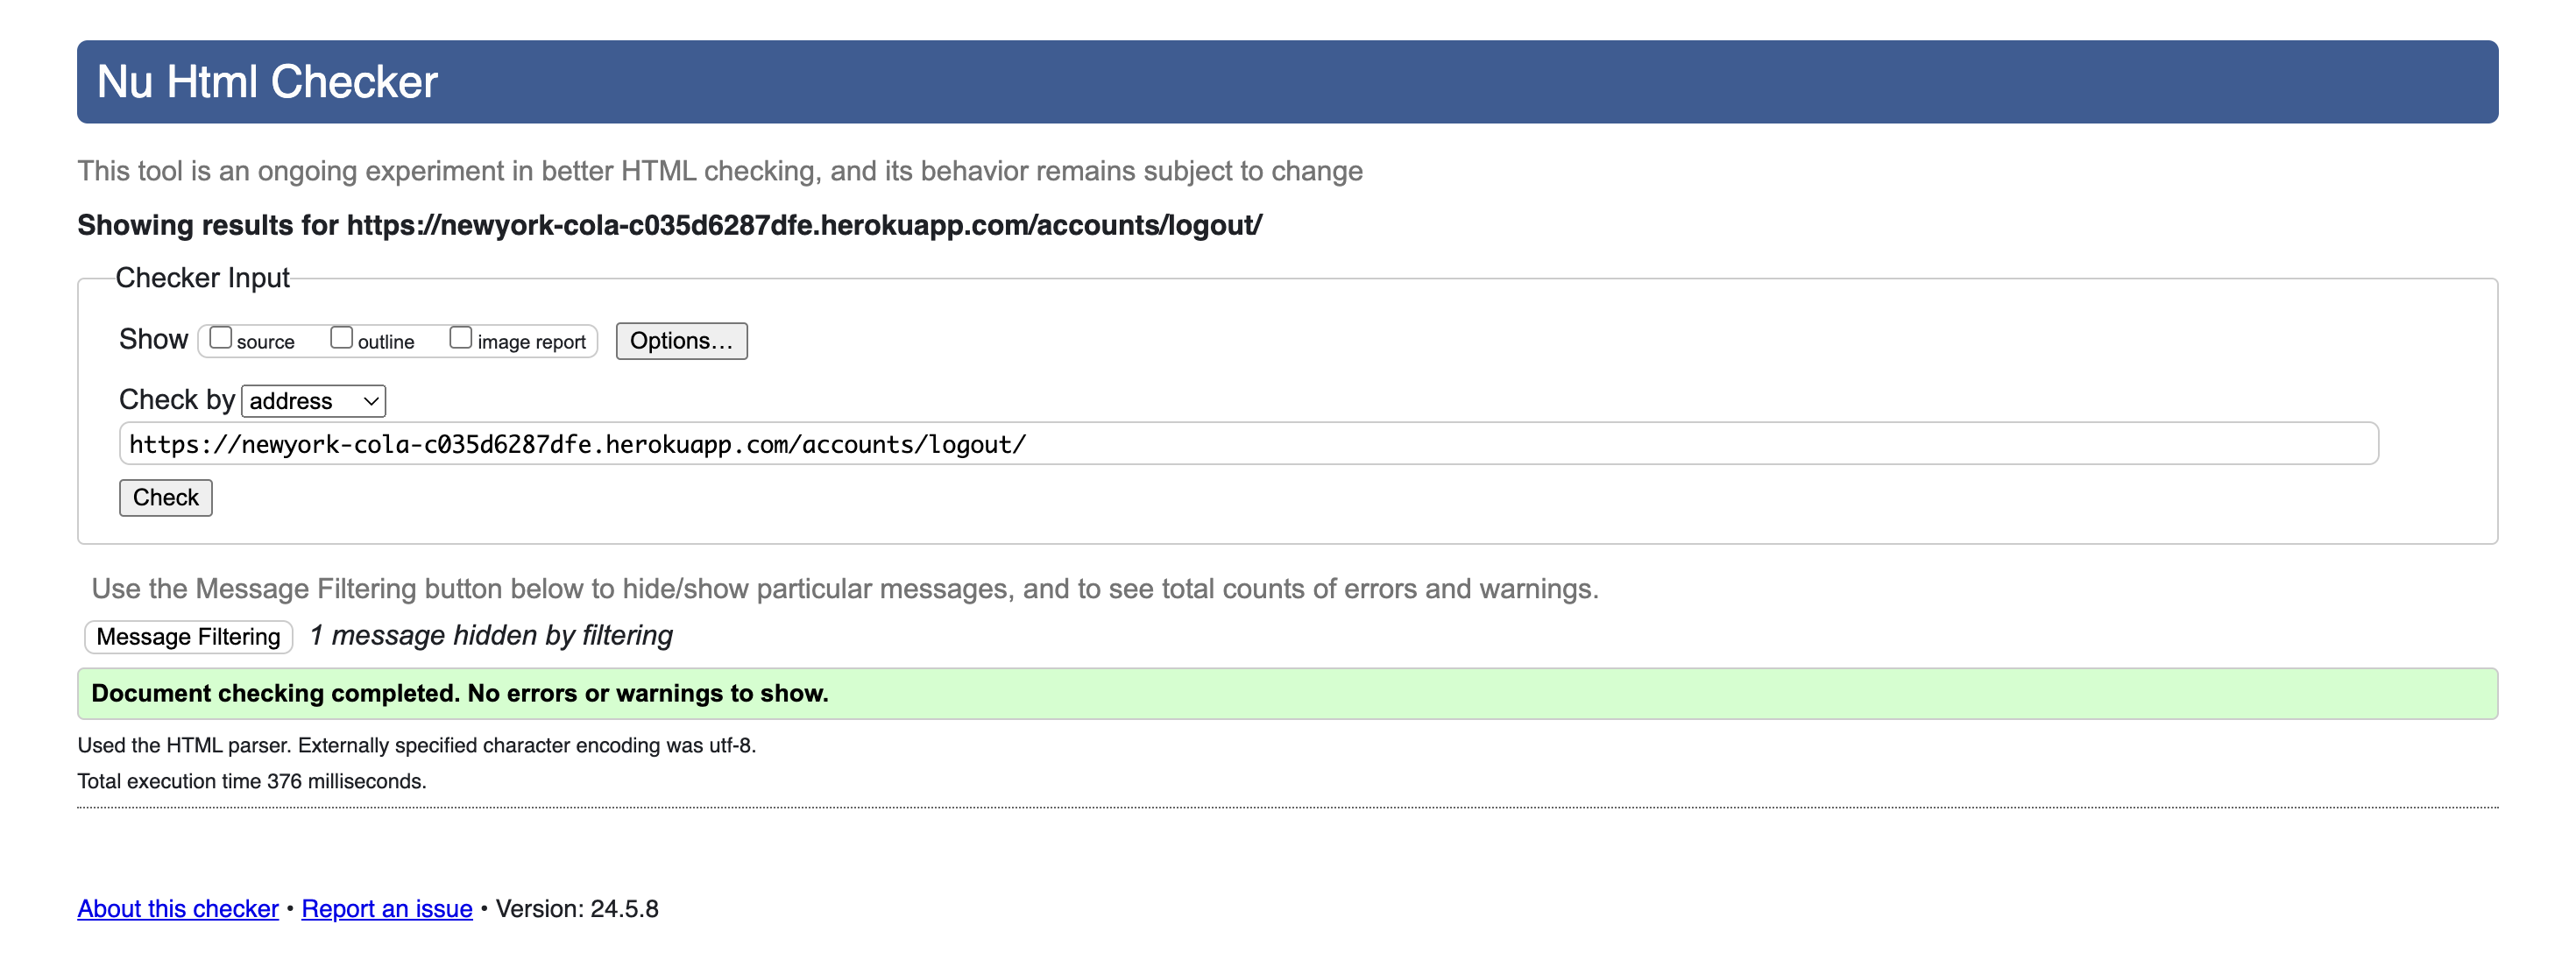 Nu Html Checker
This tool is an ongoing experiment in better HTML checking, and its behavior remains subject to change
Showing results for https://newyork-cola-c035d6287dfe.herokuapp.com/accounts/logout/
Checker Input
Show source outline image report Options...
Check by address
https://newyork-cola-c035d6287dfe.herokuapp.com/accounts/logout/
Check
Use the Message Filtering button below to hide/show particular messages, and to see total counts of errors and warnings.
Message Filtering 1 message hidden by filtering
Document checking completed. No errors or warnings to show.
Used the HTML parser. Externally specified character encoding was utf-8.
Total execution time 376 milliseconds.
About this checker • Report an issue • Version: 24.5.8